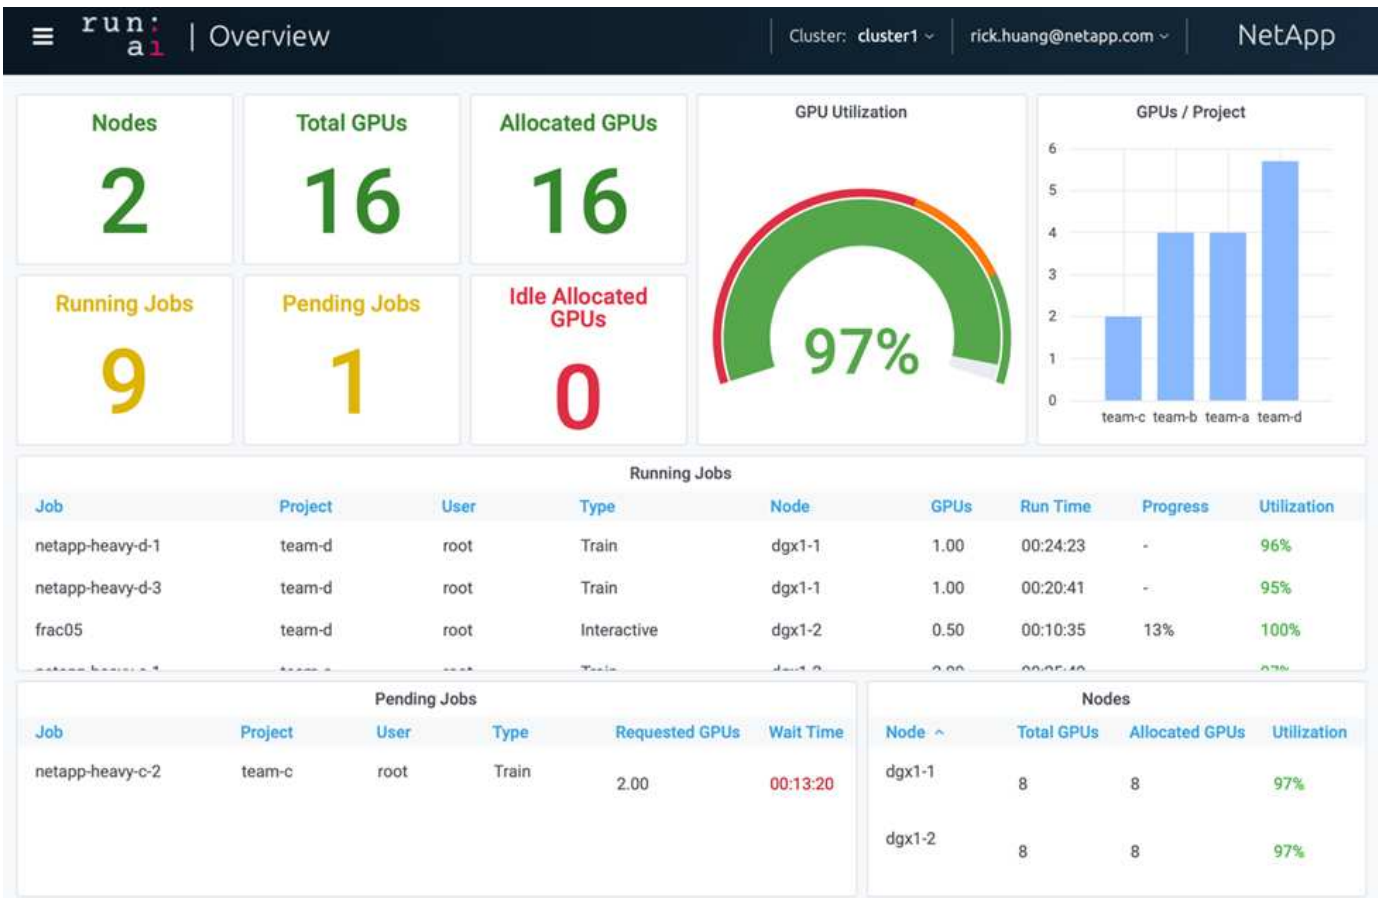 run: ai | Overview Cluster: cluster1 rick.huang@netapp.com NetApp
Nodes
2
Total GPUs
16
Allocated GPUs
16
Running Jobs
9
Pending Jobs
1
Idle Allocated
GPUs
0
GPU Utilization
97%
GPUs / Project
6
5
4
3
2
1
0
team-c team-b team-a team-d
Running Jobs
Job Project User Type Node GPUs Run Time Progress Utilization
netapp-heavy-d-1 team-d root Train dgx1-1 1.00 00:24:23 - 96%
netapp-heavy-d-3 team-d root Train dgx1-1 1.00 00:20:41 - 95%
frac05 team-d root Interactive dgx1-2 0.50 00:10:35 13% 100%
Pending Jobs
Job Project User Type Requested GPUs Wait Time
netapp-heavy-c-2 team-c root Train 2.00 00:13:20
Nodes
Node Total GPUs Allocated GPUs Utilization
dgx1-1 8 8 97%
dgx1-2 8 8 97%